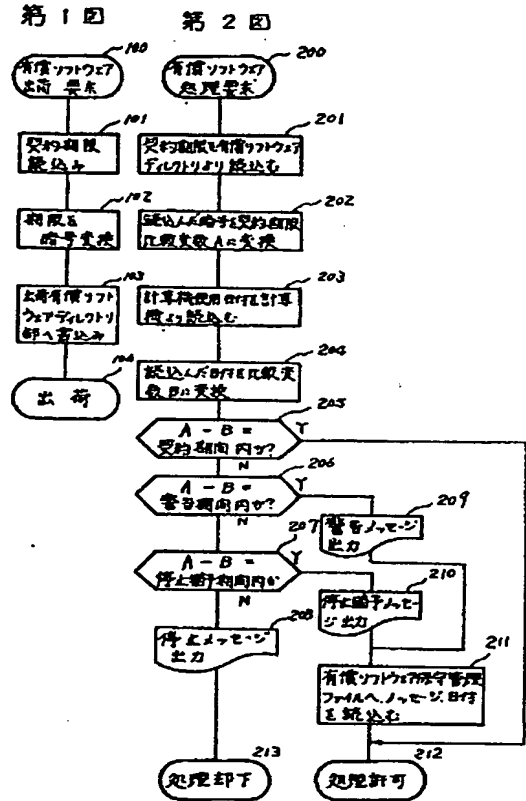 第1図
100
有償ソフトウェア
出荷要求
101
契約期限
読込み
102
期限を
暗号変換
103
上荷有償ソフト
ウェアディレクトリ
部へ書込み
104
出荷
第2図
200
有償ソフトウェア
処理要求
201
契約期限を有償ソフトウェア
ディレクトリより読込む
202
読込んだ暗号を契約期限
比較変数Aに変換
203
計算機使用日付を計算
機より読込む
204
読込んだ日付を比較変
数Bに変換
205
A-B=
契約期間内か?
Y
N
206
A-B=
警告期間内か?
Y
N
207
A-B=
停止猶予期間内か
Y
N
208
停止メッセージ
出力
209
警告メッセージ
出力
210
停止猶予メッセー
ジ出力
211
有償ソフトウェア保守管理
ファイルへ、メッセージ、日付
を読込む
213
処理却下
212
処理許可